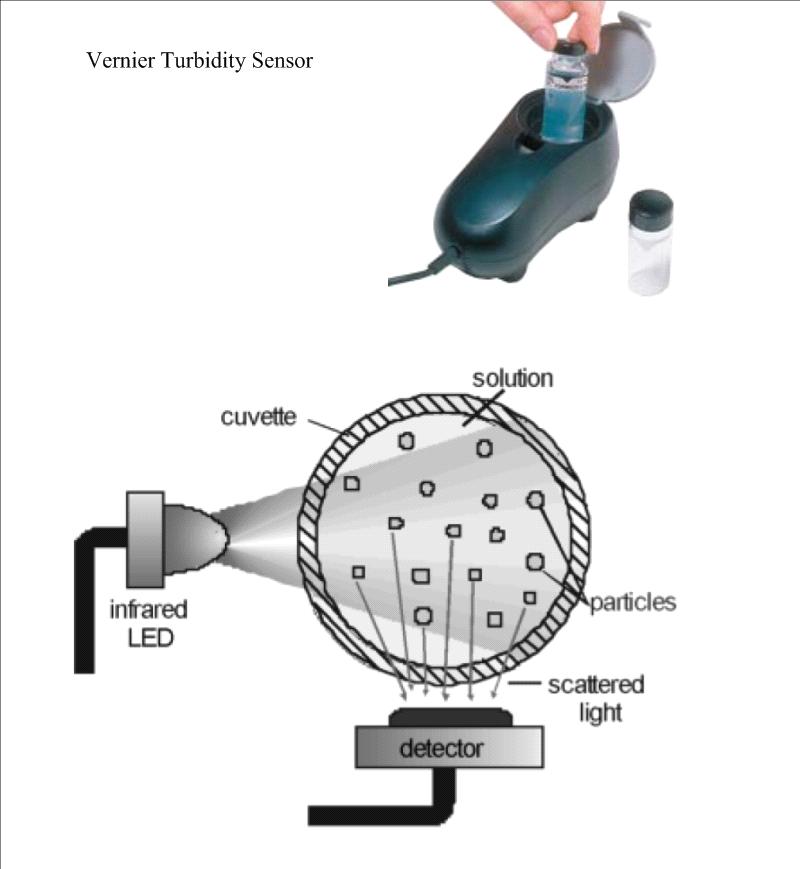 Vernier Turbidity Sensor
solution
cuvette
infrared
LED
particles
scattered
light
detector